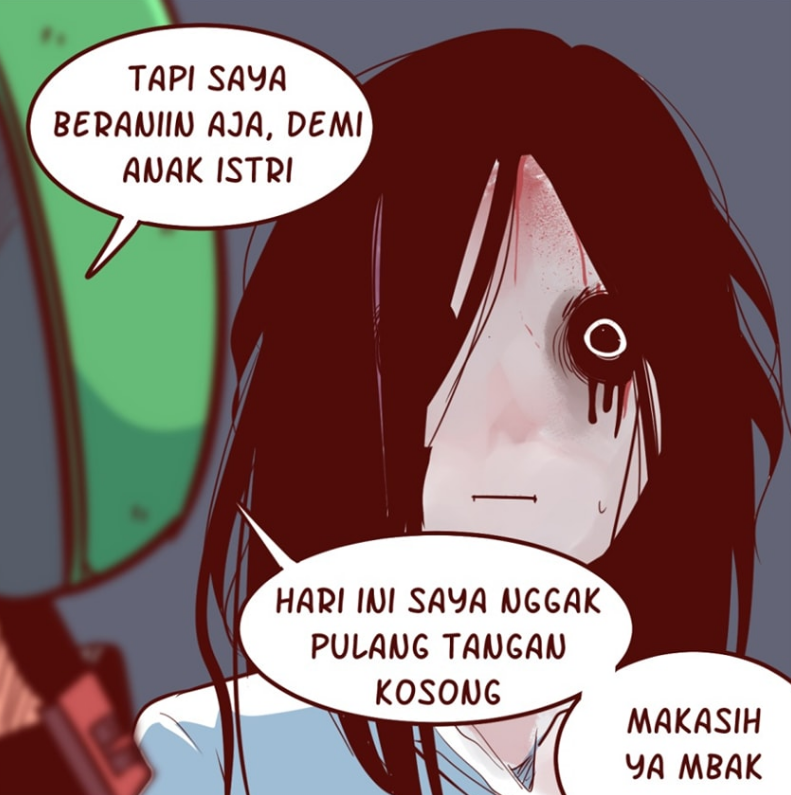 TAPI SAYA
BERANIIN AJA, DEMI
ANAK ISTRI
HARI INI SAYA NGGAK
PULANG TANGAN
KOSONG
MAKASIH
YA MBAK